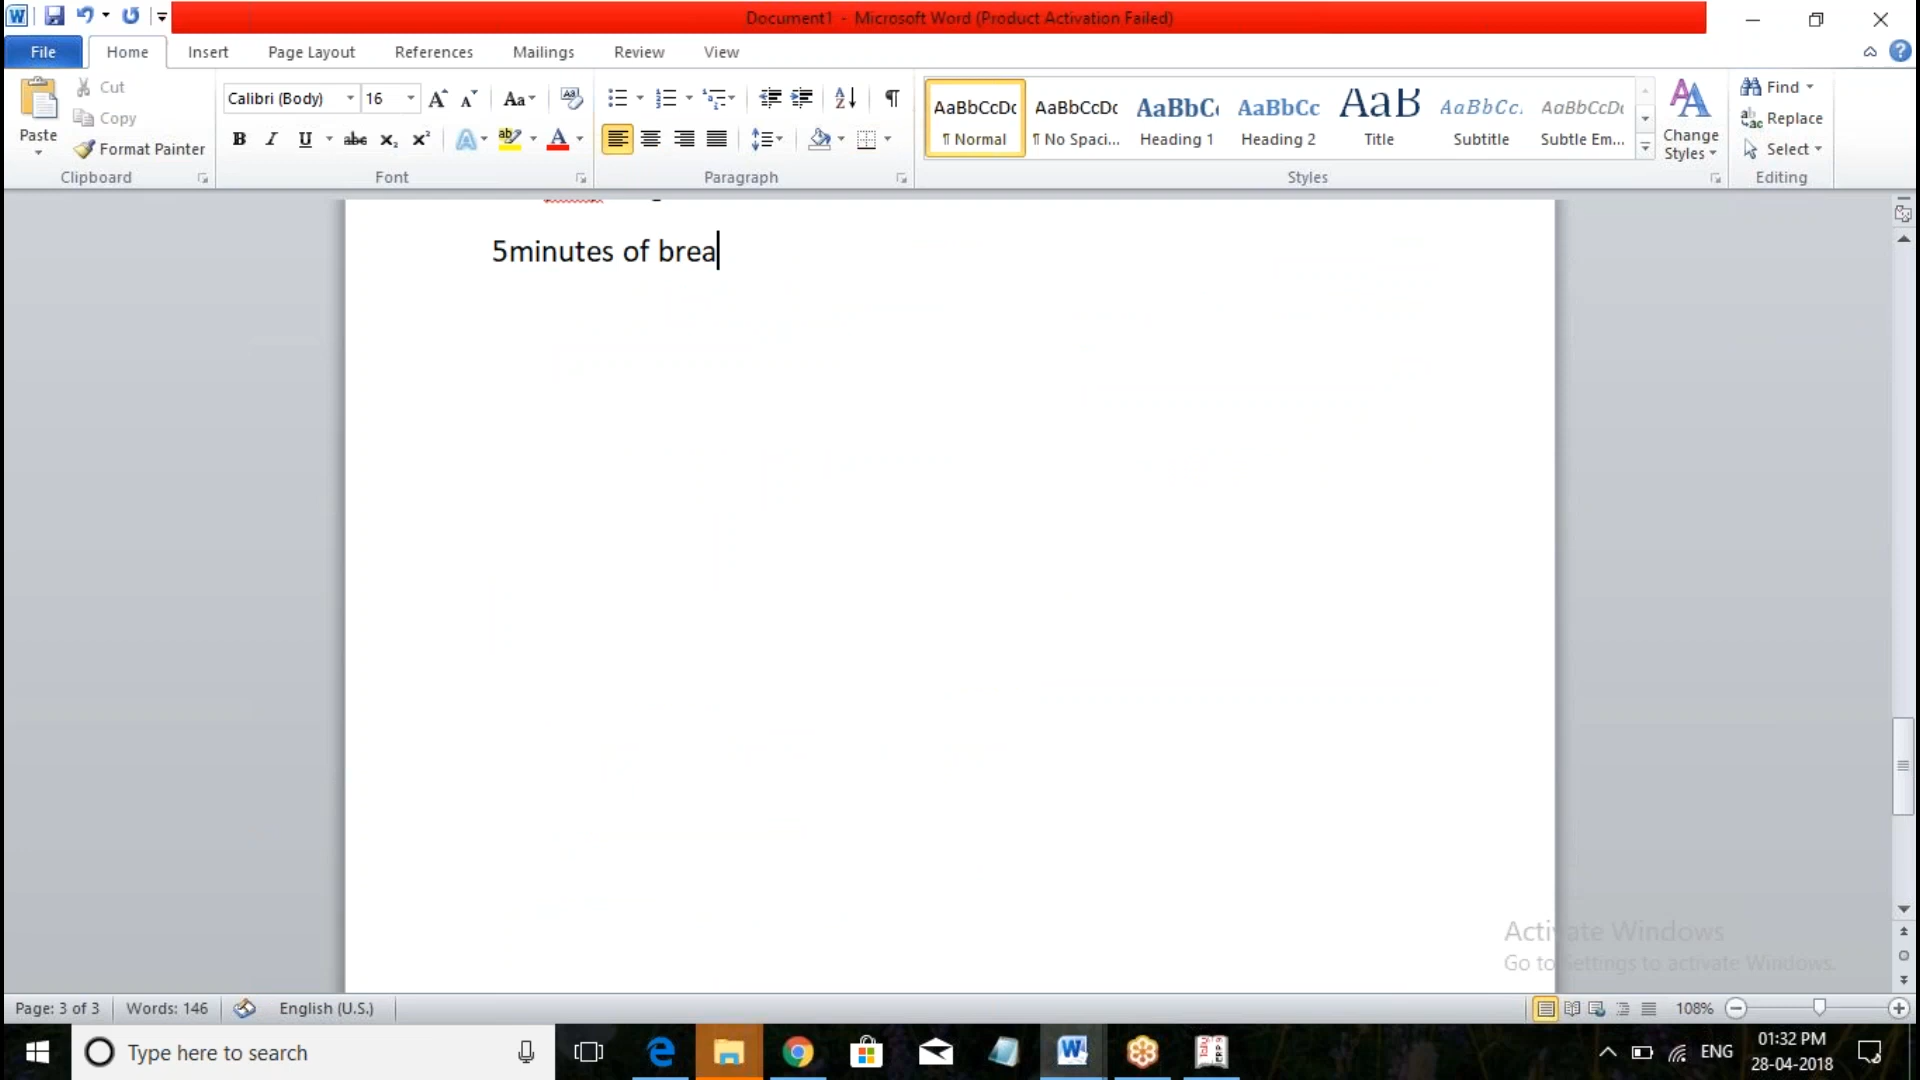 Document1 - Microsoft Word (Product Activation Failed)
File Home Insert Page Layout References Mailings Review View
Paste
Cut
Copy
Format Painter
Clipboard
Calibri (Body) 16
Font
Paragraph
AaBbCcDc AaBbCcDc AaBbC AaBbCc AaB AaBbCc. AaBbCcDc
¶ Normal ¶ No Spaci... Heading 1 Heading 2 Title Subtitle Subtle Em...
Styles
Change Styles
Find
Replace
Select
Editing
5minutes of brea
Activate Windows
Go to Settings to activate Windows.
Page: 3 of 3 Words: 146 English (U.S.) 108%
Type here to search
ENG
01:32 PM
28-04-2018